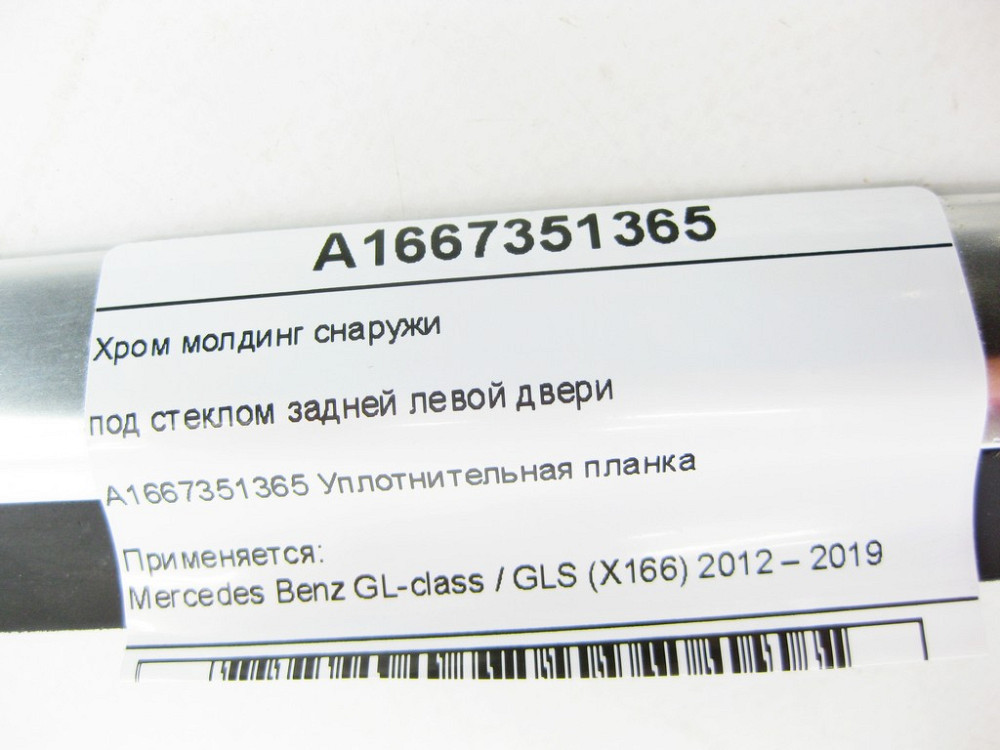 A1667351365
Хром молдинг снаружи
под стеклом задней левой двери
A1667351365 Уплотнительная планка
Применяется:
Mercedes Benz GL-class / GLS (X166) 2012 – 2019